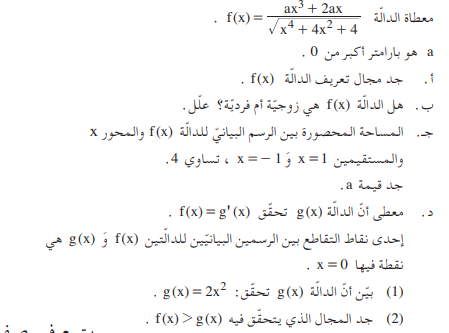 معطاة الدالّة f(x) = \frac{ax^3 + 2ax}{\sqrt{x^4 + 4x^2 + 4}} .
a هو بارامتر أكبر من 0 .
أ. جد مجال تعريف الدالّة f(x) .
ب. هل الدالّة f(x) هي زوجيّة أم فرديّة؟ علّل.
جـ. المساحة المحصورة بين الرسم البيانيّ للدالّة f(x) والمحور x
والمستقيمين x = 1 وَ x = − 1 ، تساوي 4.
جد قيمة a.
د. معطى أنّ الدالّة g(x) تحقّق f(x) = g'(x) .
إحدى نقاط التقاطع بين الرسمين البيانيّين للدالّتين f(x) وَ g(x) هي
نقطة فيها x = 0 .
(1) بيّن أنّ الدالّة g(x) تحقّق: g(x) = 2x² .
(2) جد المجال الذي يتحقّق فيه f(x) > g(x) .